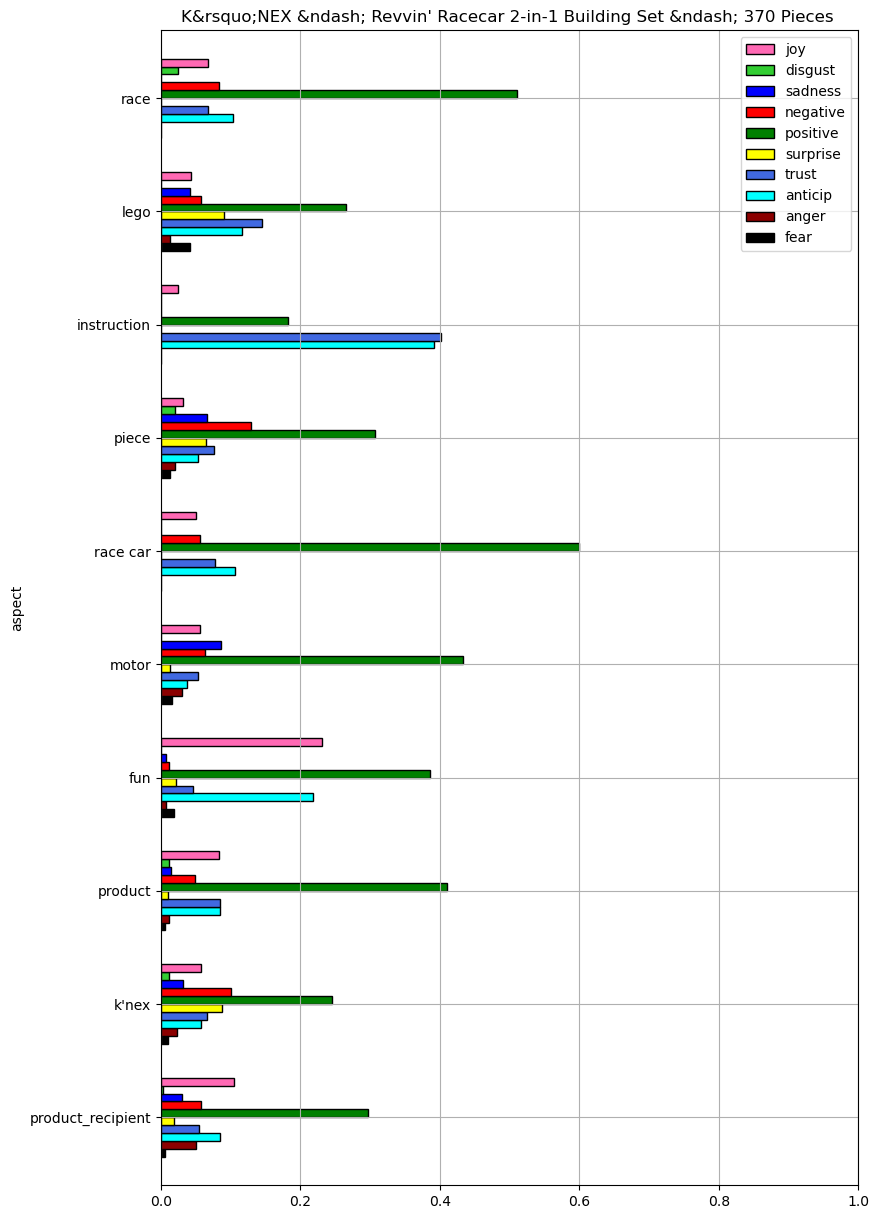 K&rsquo;NEX &ndash; Revvin' Racecar 2-in-1 Building Set &ndash; 370 Pieces
joy
disgust
sadness
negative
positive
surprise
trust
anticip
anger
fear
race
lego
instruction
piece
race car
motor
fun
product
k'nex
product_recipient
aspect
0.0 0.2 0.4 0.6 0.8 1.0